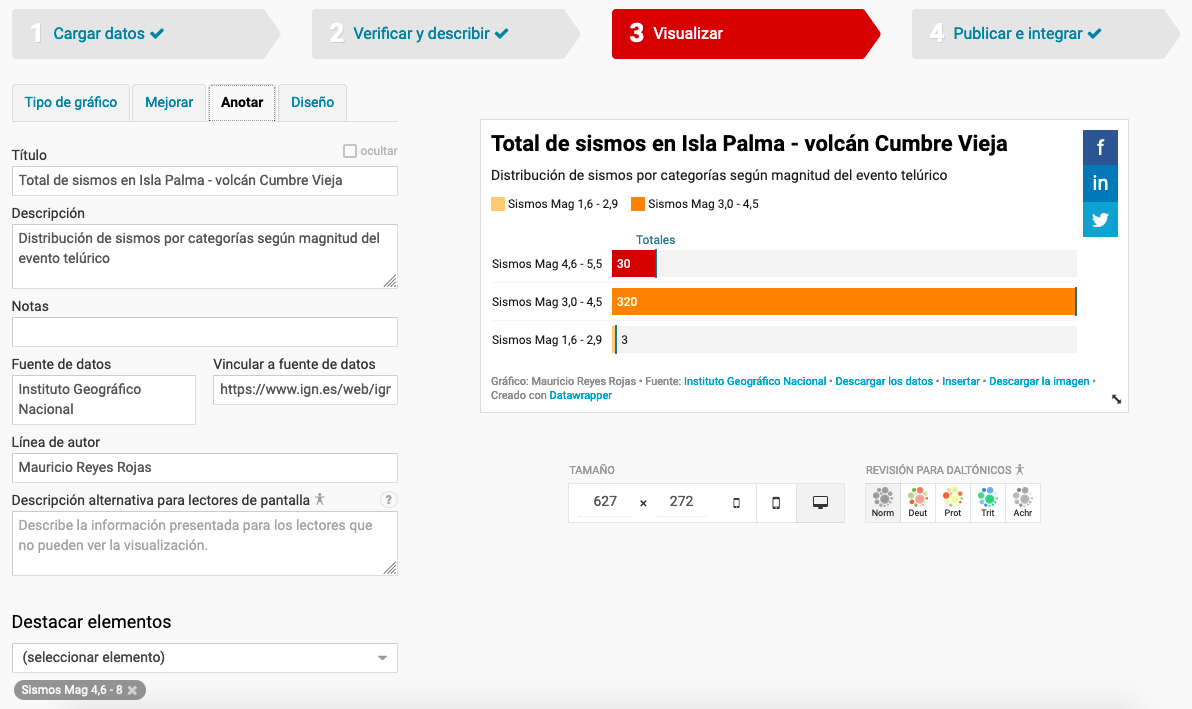 1 Cargar datos
2 Verificar y describir
3 Visualizar
4 Publicar e integrar
Tipo de gráfico
Mejorar
Anotar
Diseño
Título
ocultar
Total de sismos en Isla Palma - volcán Cumbre Vieja
Descripción
Distribución de sismos por categorías según magnitud del
evento telúrico
Notas
Fuente de datos
Vincular a fuente de datos
Instituto Geográfico
Nacional
https://www.ign.es/web/igr
Línea de autor
Mauricio Reyes Rojas
Descripción alternativa para lectores de pantalla
?
Describe la información presentada para los lectores que
no pueden ver la visualización.
Destacar elementos
(seleccionar elemento)
Sismos Mag 4,6 - 8
Total de sismos en Isla Palma - volcán Cumbre Vieja
Distribución de sismos por categorías según magnitud del evento telúrico
Sismos Mag 1,6 - 2,9
Sismos Mag 3,0 - 4,5
f
in
Totales
Sismos Mag 4,6 - 5,5
30
Sismos Mag 3,0 - 4,5
320
Sismos Mag 1,6 - 2,9
3
Gráfico: Mauricio Reyes Rojas • Fuente: Instituto Geográfico Nacional • Descargar los datos • Insertar • Descargar la imagen •
Creado con Datawrapper
TAMAÑO
627 × 272
REVISIÓN PARA DALTÓNICOS
Norm
Deut
Prot
Trit
Achr